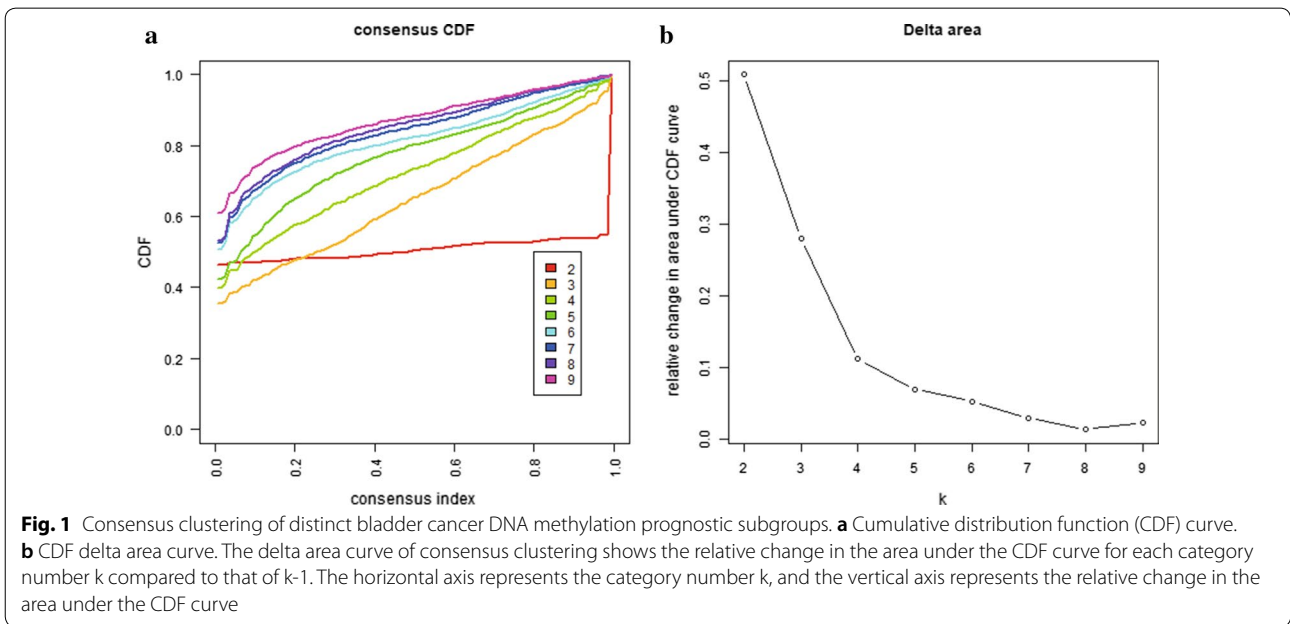 a
consensus CDF
CDF
1.0
0.8
0.6
0.4
0.2
0.0
2
3
4
5
6
7
8
9
0.0
0.2
0.4
0.6
0.8
1.0
consensus index
b
Delta area
relative change in area under CDF curve
0.5
0.4
0.3
0.2
0.1
0.0
2
3
4
5
6
7
8
9
k
Fig. 1 Consensus clustering of distinct bladder cancer DNA methylation prognostic subgroups. a Cumulative distribution function (CDF) curve.
b CDF delta area curve. The delta area curve of consensus clustering shows the relative change in the area under the CDF curve for each category
number k compared to that of k-1. The horizontal axis represents the category number k, and the vertical axis represents the relative change in the
area under the CDF curve